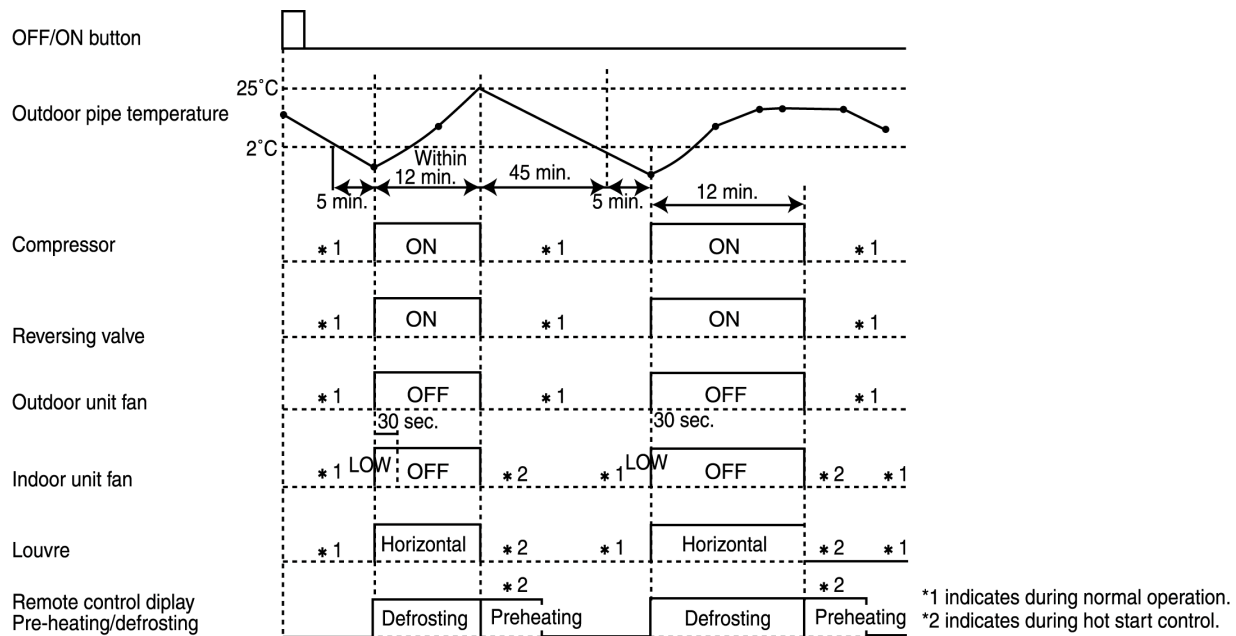 OFF/ON button
25°C
Outdoor pipe temperature
2°C
Within
12 min.
45 min.
5 min.
5 min.
12 min.
Compressor
*1 ON *1 ON *1
Reversing valve
*1 ON *1 ON *1
Outdoor unit fan
*1 OFF *1 OFF *1
30 sec. 30 sec.
Indoor unit fan
*1 LOW OFF *2 *1 LOW OFF *2 *1
Louvre
*1 Horizontal *2 *1 Horizontal *2 *1
*2 *2
Remote control diplay
Pre-heating/defrosting
Defrosting Preheating Defrosting Preheating
*1 indicates during normal operation.
*2 indicates during hot start control.